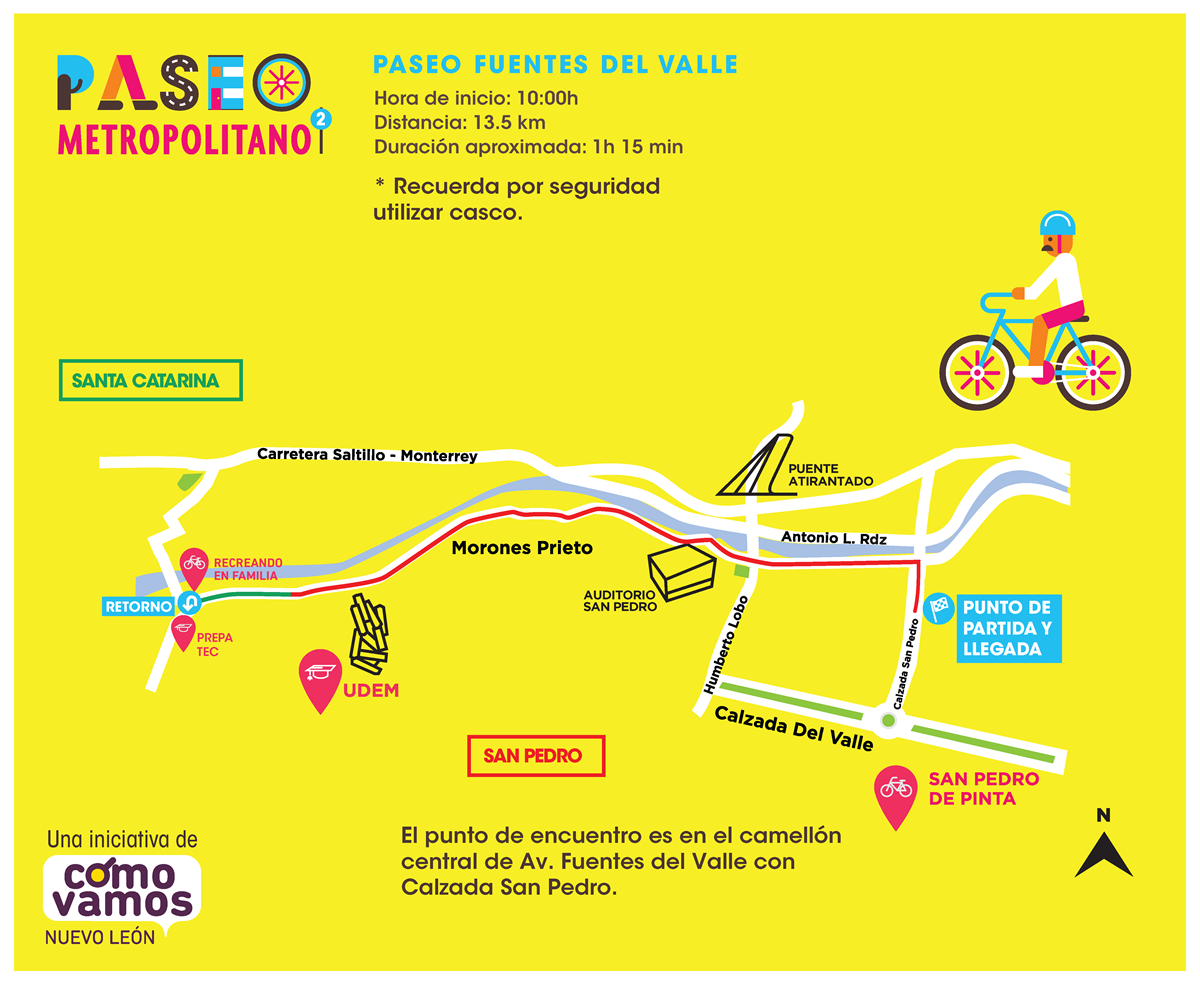 PASEO
METROPOLITANO
2
PASEO FUENTES DEL VALLE
Hora de inicio: 10:00h
Distancia: 13.5 km
Duración aproximada: 1h 15 min
* Recuerda por seguridad
utilizar casco.
SANTA CATARINA
Carretera Saltillo - Monterrey
PUENTE
ATIRANTADO
Antonio L. Rdz
Morones Prieto
RECREANDO
EN FAMILIA
RETORNO
PREPA
TEC
AUDITORIO
SAN PEDRO
UDEM
Humberto Lobo
Calzada San Pedro
PUNTO DE
PARTIDA Y
LLEGADA
Calzada Del Valle
SAN PEDRO
SAN PEDRO
DE PINTA
N
El punto de encuentro es en el camellón
central de Av. Fuentes del Valle con
Calzada San Pedro.
Una iniciativa de
cómo
vamos
NUEVO LEÓN